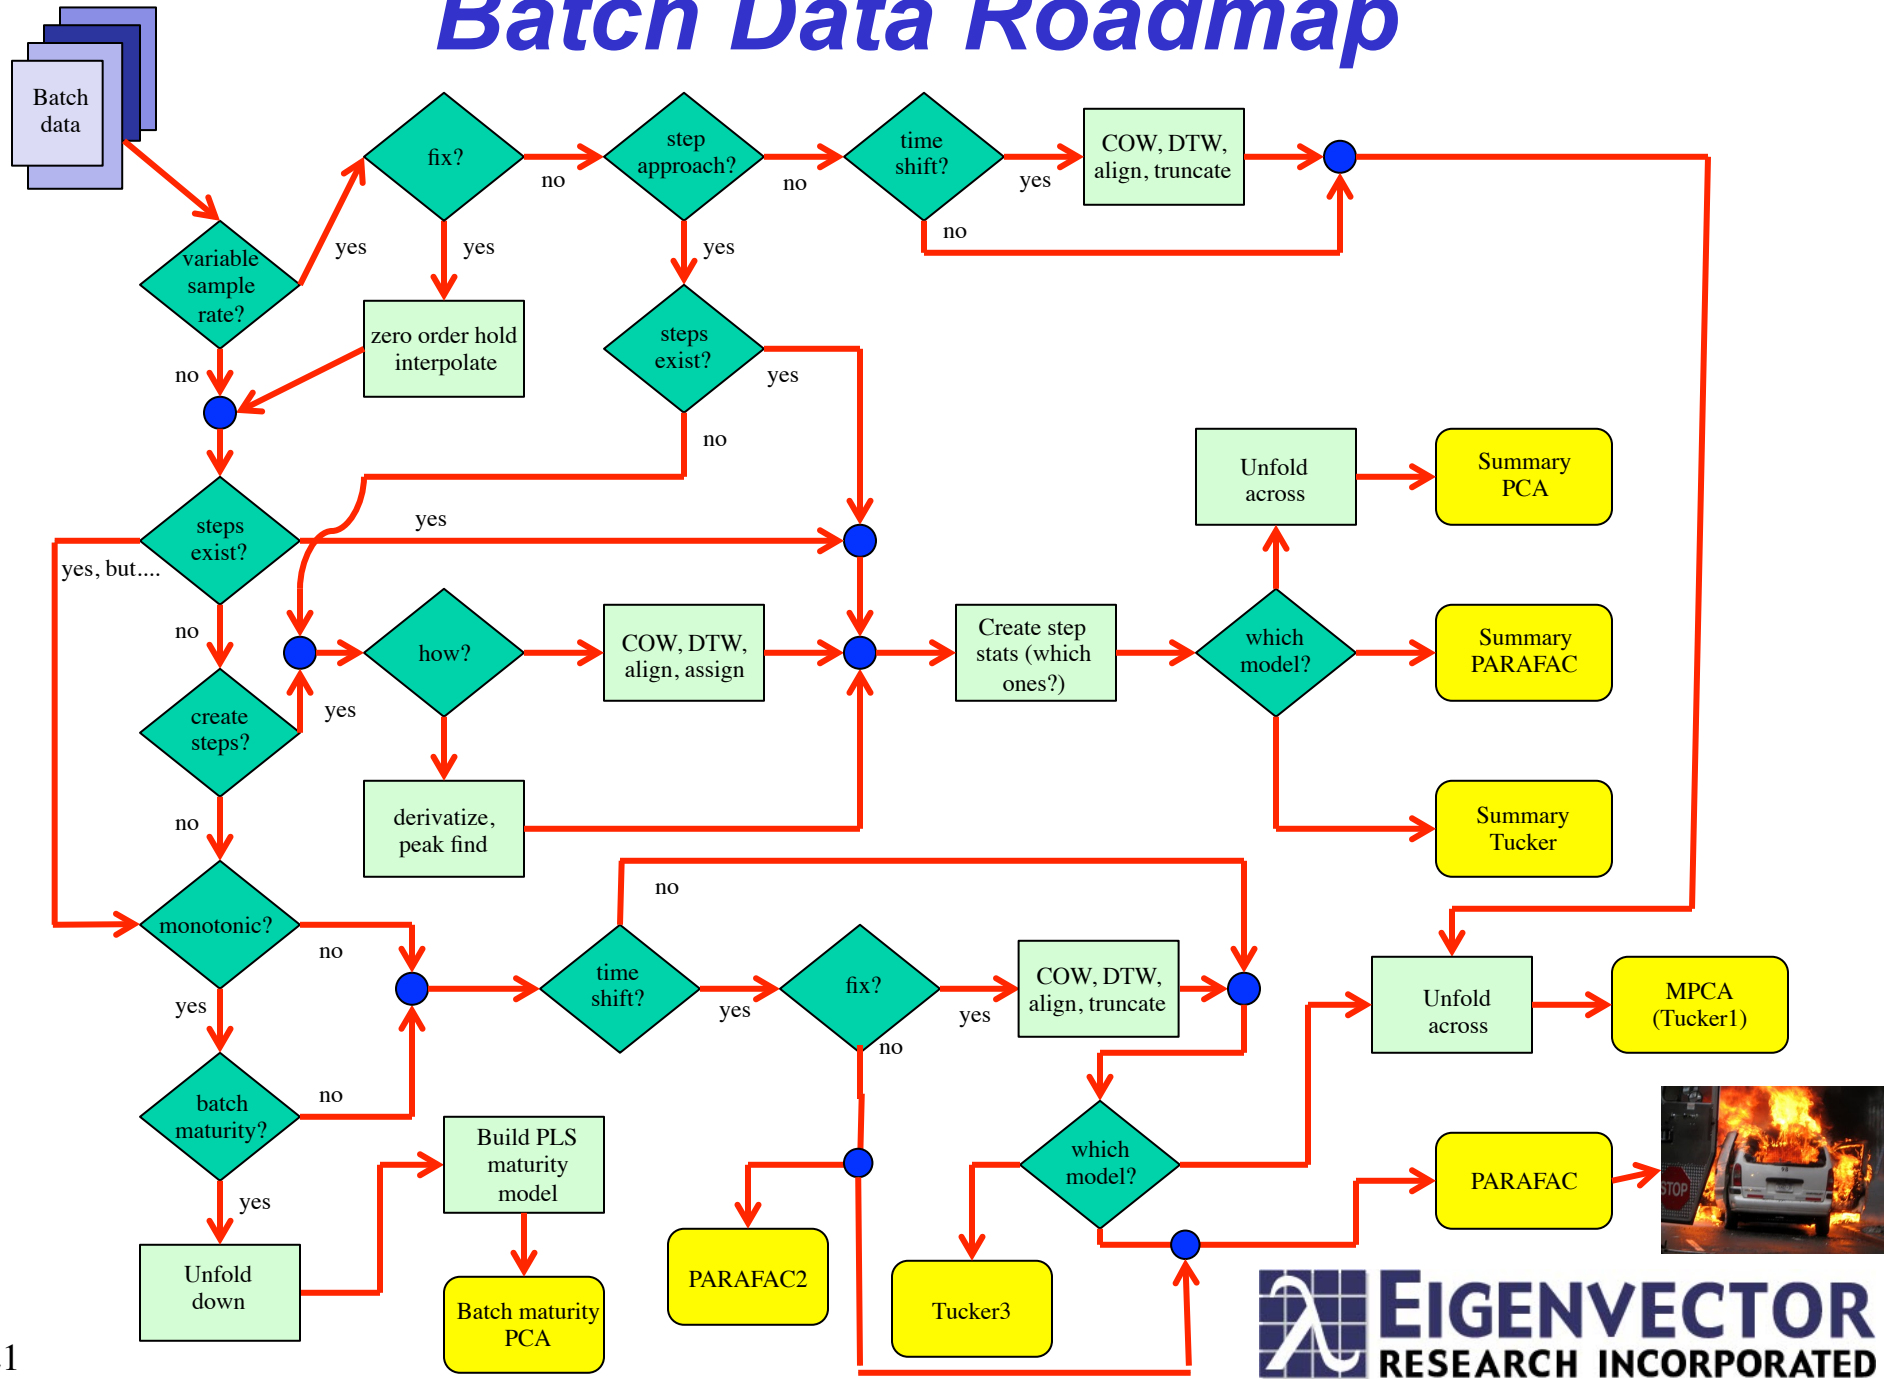 Batch Data Roadmap
Batch
data
fix?
step
approach?
time
shift?
COW, DTW,
align, truncate
no
no
yes
variable
sample
rate?
yes
yes
yes
no
zero order hold
interpolate
steps
exist?
yes
no
no
Unfold
across
Summary
PCA
steps
exist?
yes
yes, but....
no
how?
COW, DTW,
align, assign
Create step
stats (which
ones?)
which
model?
Summary
PARAFAC
create
steps?
yes
no
derivatize,
peak find
Summary
Tucker
no
monotonic?
no
yes
time
shift?
yes
fix?
yes
no
COW, DTW,
align, truncate
Unfold
across
MPCA
(Tucker1)
batch
maturity?
no
yes
Build PLS
maturity
model
which
model?
PARAFAC
STOP
Unfold
down
Batch maturity
PCA
PARAFAC2
Tucker3
EIGENVECTOR
RESEARCH INCORPORATED